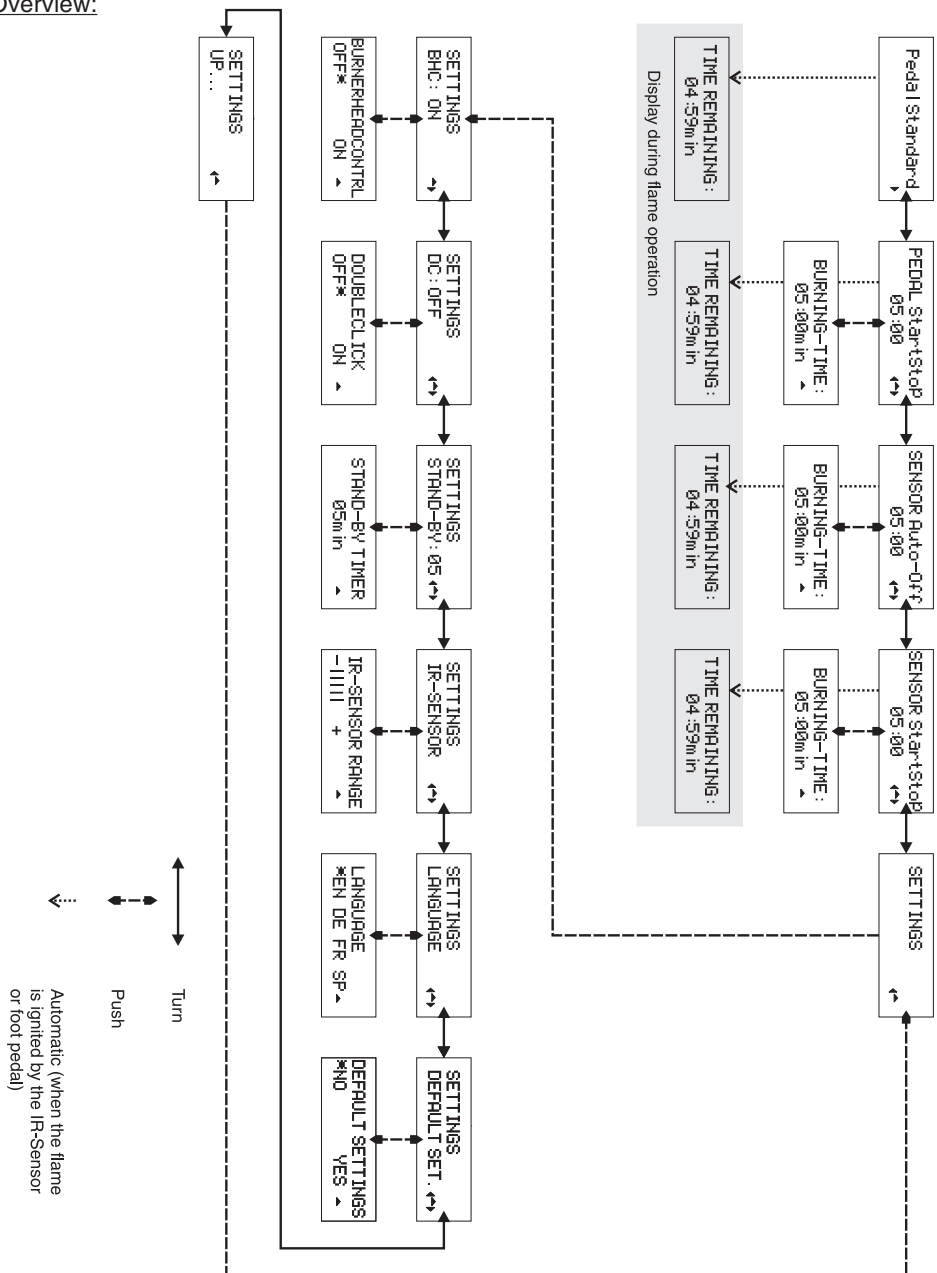 Overview:
Pedal Standard
PEDAL StartStop
05:00
SENSOR Auto-Off
05:00
SENSOR StartStop
05:00
SETTINGS
BURNING-TIME:
05:00min
BURNING-TIME:
05:00min
BURNING-TIME:
05:00min
TIME REMAINING:
04:59min
TIME REMAINING:
04:59min
TIME REMAINING:
04:59min
TIME REMAINING:
04:59min
Display during flame operation
SETTINGS
BHC: ON
SETTINGS
DC:OFF
SETTINGS
STAND-BY:05
SETTINGS
IR-SENSOR
SETTINGS
LANGUAGE
SETTINGS
DEFAULT SET.
BURNERHEADCONTRL
OFF* ON
DOUBLECLICK
OFF* ON
STAND-BY TIMER
05min
IR-SENSOR RANGE
-IIIII +
LANGUAGE
*EN DE FR SP
DEFAULT SETTINGS
*NO YES
SETTINGS
UP...
Turn
Push
Automatic (when the flame
is ignited by the IR-Sensor
or foot pedal)